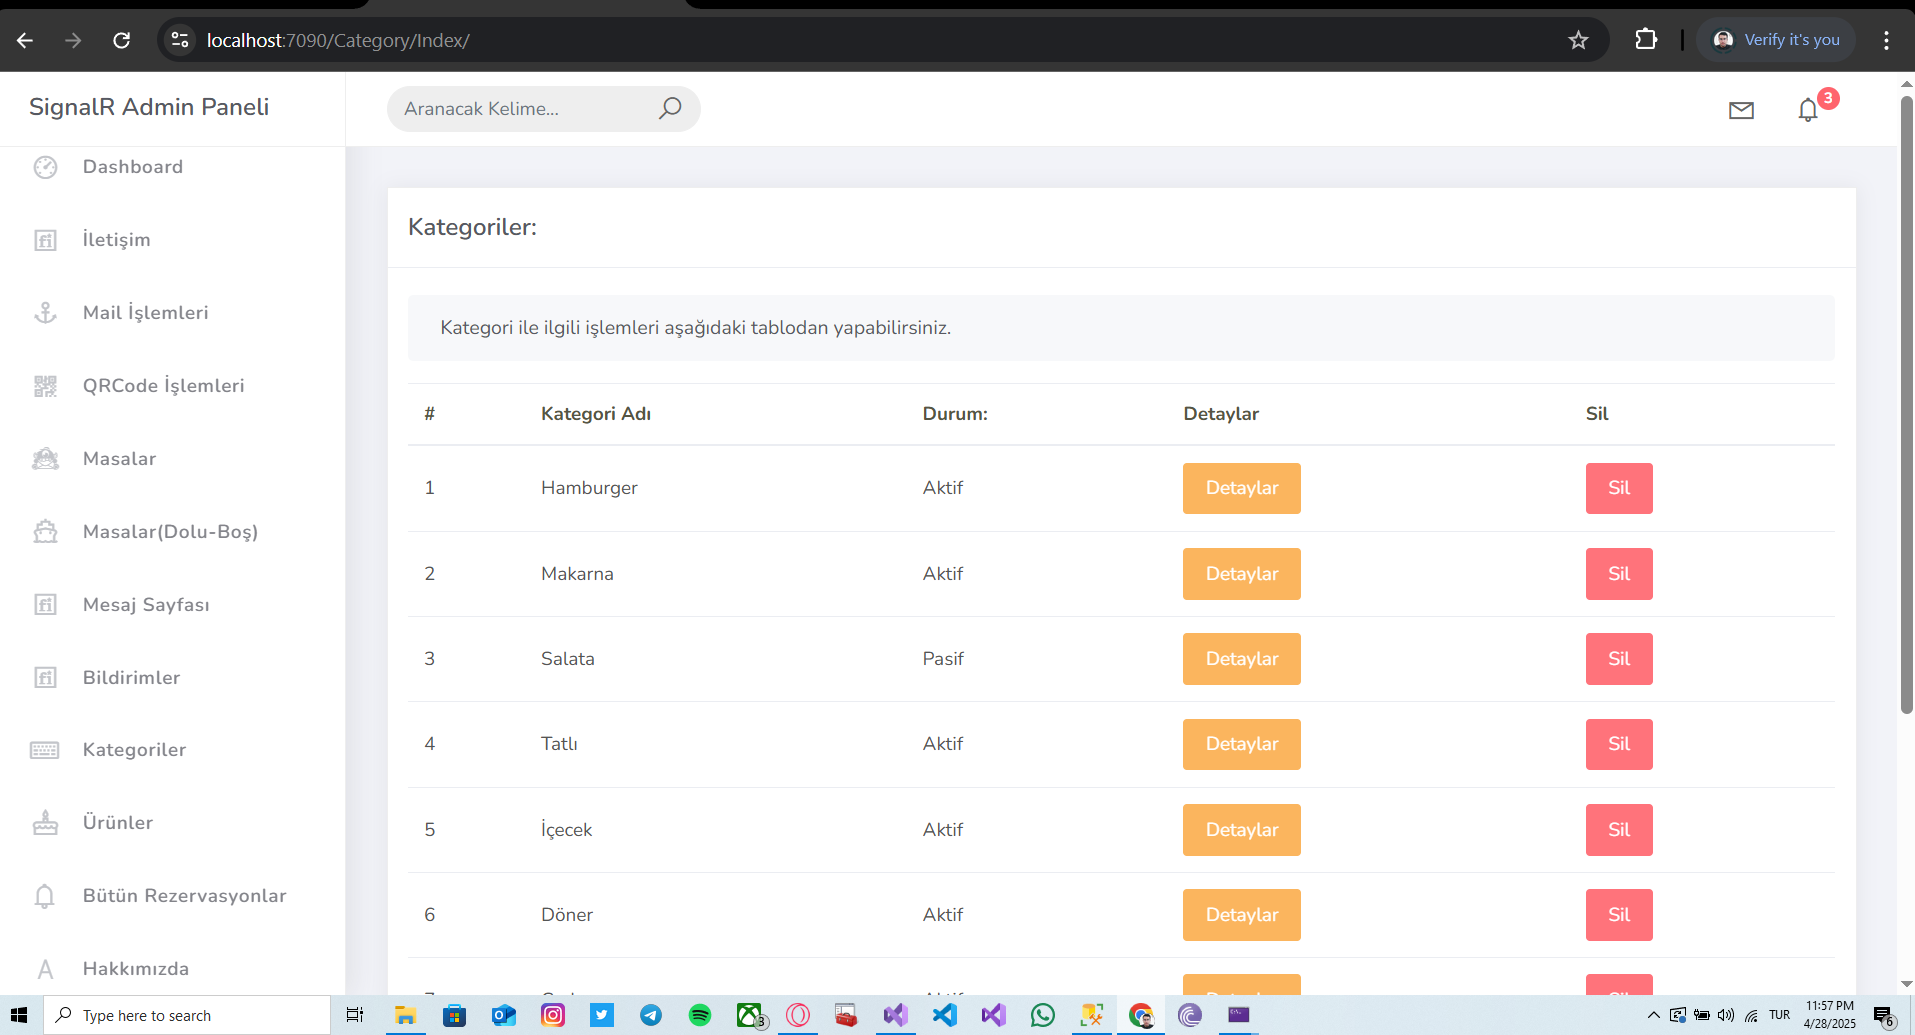 localhost:7090/Category/Index/
Verify it's you
SignalR Admin Paneli
Aranacak Kelime...
3
Dashboard
İletişim
Mail İşlemleri
QRCode İşlemleri
Masalar
Masalar(Dolu-Boş)
Mesaj Sayfası
Bildirimler
Kategoriler
Ürünler
Bütün Rezervasyonlar
Hakkımızda
Kategoriler:
Kategori ile ilgili işlemleri aşağıdaki tablodan yapabilirsiniz.
# Kategori Adı Durum: Detaylar Sil
1 Hamburger Aktif Detaylar Sil
2 Makarna Aktif Detaylar Sil
3 Salata Pasif Detaylar Sil
4 Tatlı Aktif Detaylar Sil
5 İçecek Aktif Detaylar Sil
6 Döner Aktif Detaylar Sil
Type here to search
3
TUR
11:57 PM
4/28/2025
6